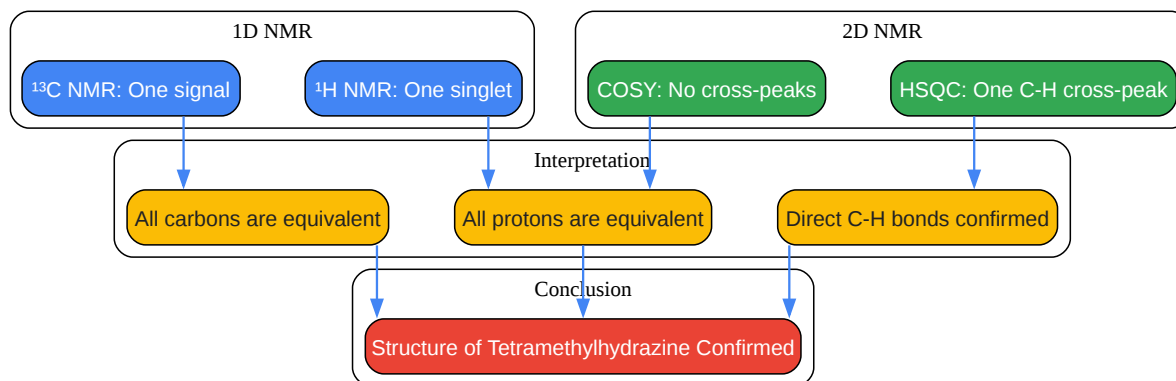 1D NMR
2D NMR
¹³C NMR: One signal
¹H NMR: One singlet
COSY: No cross-peaks
HSQC: One C-H cross-peak
Interpretation
All carbons are equivalent
All protons are equivalent
Direct C-H bonds confirmed
Conclusion
Structure of Tetramethylhydrazine Confirmed